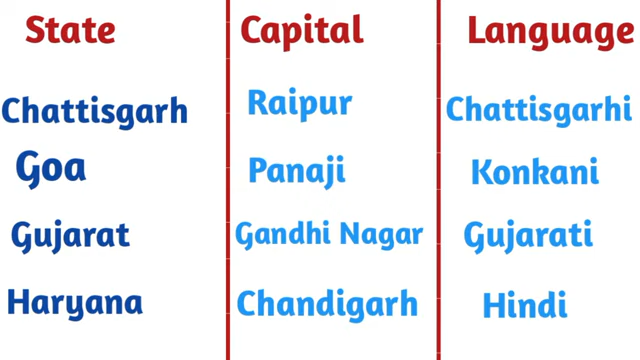 State Capital Language
Chattisgarh Raipur Chattisgarhi
Goa Panaji Konkani
Gujarat Gandhi Nagar Gujarati
Haryana Chandigarh Hindi